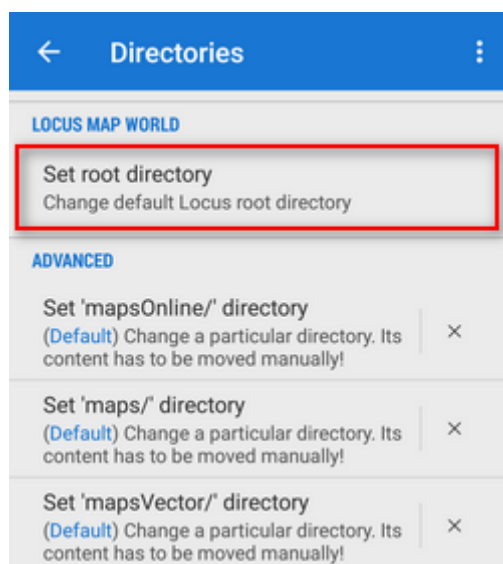 Directories
LOCUS MAP WORLD
Set root directory
Change default Locus root directory
ADVANCED
Set 'mapsOnline/' directory
(Default) Change a particular directory. Its
content has to be moved manually!
Set 'maps/' directory
(Default) Change a particular directory. Its
content has to be moved manually!
Set 'mapsVector/' directory
(Default) Change a particular directory. Its
content has to be moved manually!